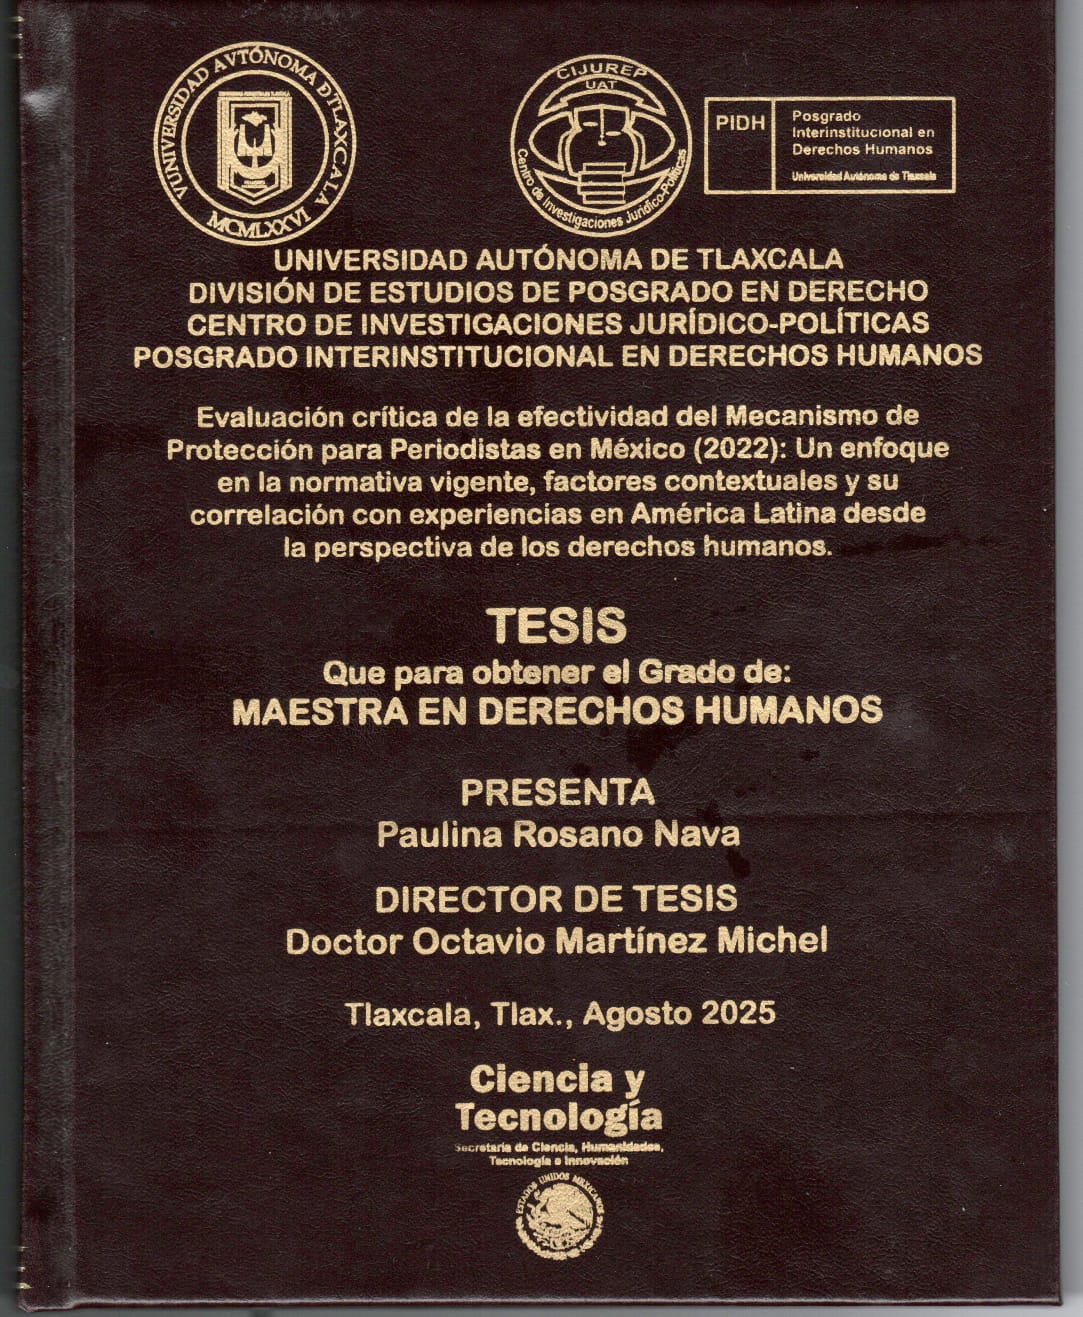 VNIVERSIDAD AVTÓNOMA D TLAXCALA
MCMLXXVI
CIJUREP
UAT
Centro de Investigaciones Jurídico-Políticas
PIDH
Posgrado
Interinstitucional en
Derechos Humanos
Universidad Autónoma de Tlaxcala
UNIVERSIDAD AUTÓNOMA DE TLAXCALA
DIVISIÓN DE ESTUDIOS DE POSGRADO EN DERECHO
CENTRO DE INVESTIGACIONES JURÍDICO-POLÍTICAS
POSGRADO INTERINSTITUCIONAL EN DERECHOS HUMANOS
Evaluación crítica de la efectividad del Mecanismo de
Protección para Periodistas en México (2022): Un enfoque
en la normativa vigente, factores contextuales y su
correlación con experiencias en América Latina desde
la perspectiva de los derechos humanos.
TESIS
Que para obtener el Grado de:
MAESTRA EN DERECHOS HUMANOS
PRESENTA
Paulina Rosano Nava
DIRECTOR DE TESIS
Doctor Octavio Martínez Michel
Tlaxcala, Tlax., Agosto 2025
Ciencia y
Tecnología
Secretaría de Ciencia, Humanidades,
Tecnología e Innovación
ESTADOS UNIDOS MEXICANOS